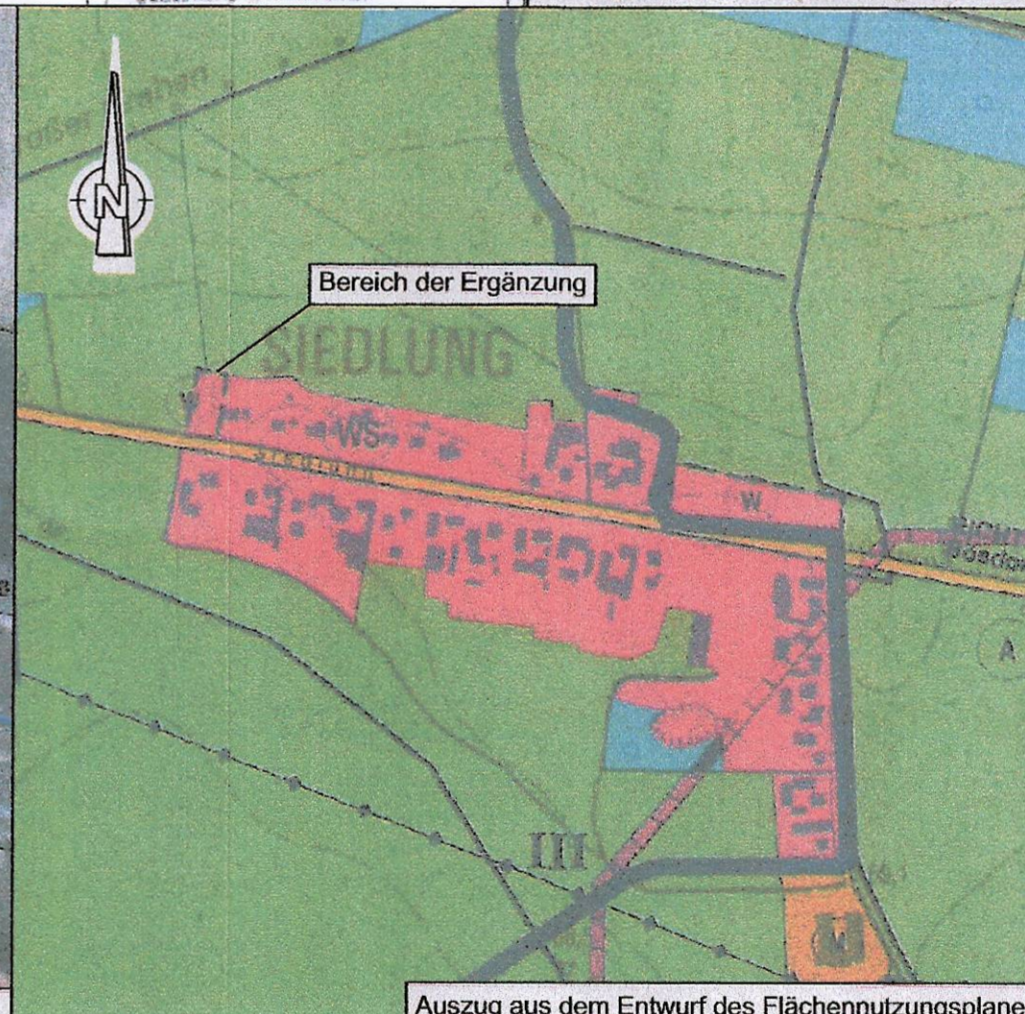 N
Bereich der Ergänzung
SIEDLUNG
WS
W
A
III
M
Auszug aus dem Entwurf des Flächennutzungsplane